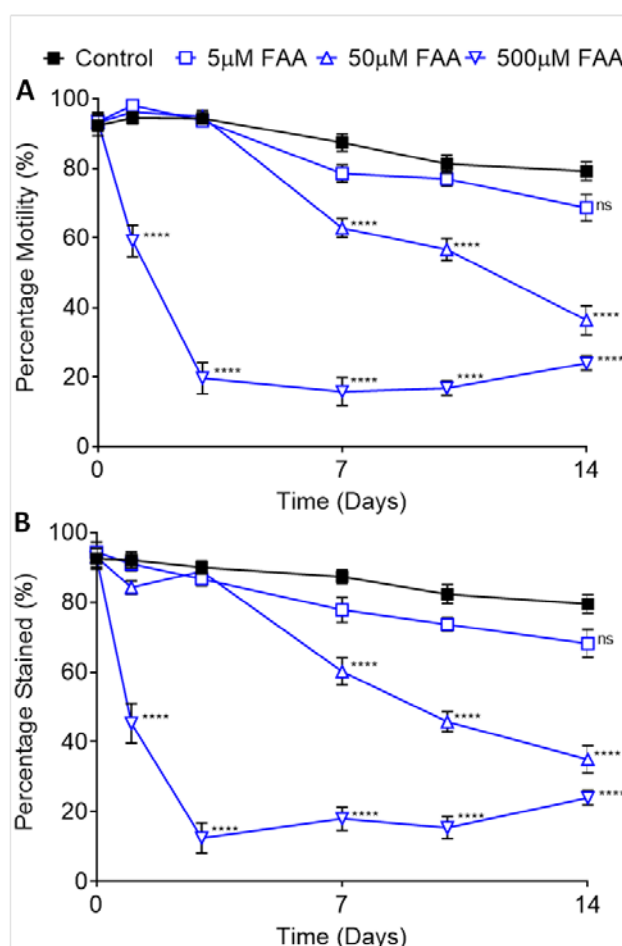 Control 5μM FAA 50μM FAA 500μM FAA
A
Percentage Motility (%)
100
80
60
40
20
0
****
****
****
****
****
****
****
ns
****
****
0 7 14
Time (Days)
B
Percentage Stained (%)
100
80
60
40
20
0
****
****
****
****
****
****
ns
****
****
0 7 14
Time (Days)